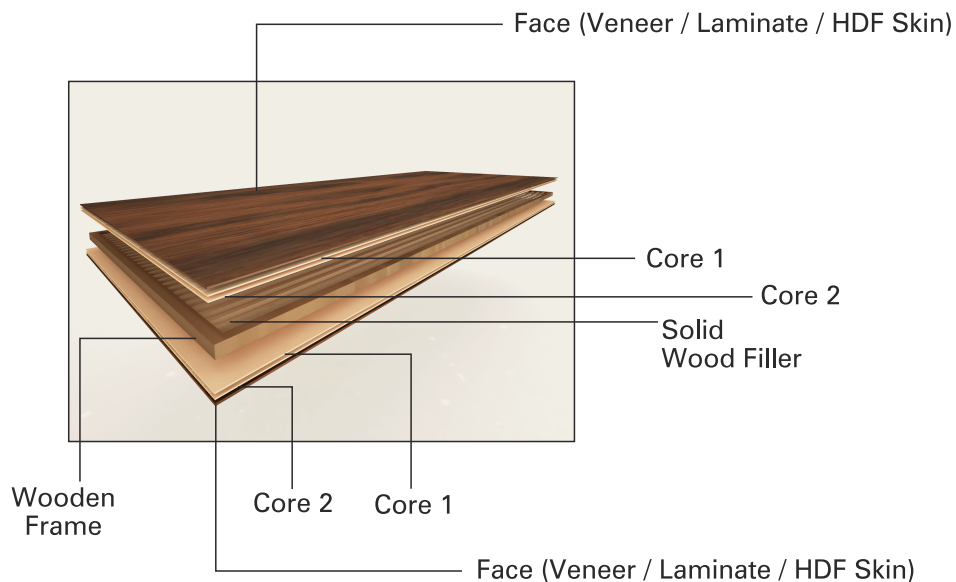 Face (Veneer / Laminate / HDF Skin)
Core 1
Core 2
Solid
Wood Filler
Wooden
Frame
Core 2
Core 1
Face (Veneer / Laminate / HDF Skin)